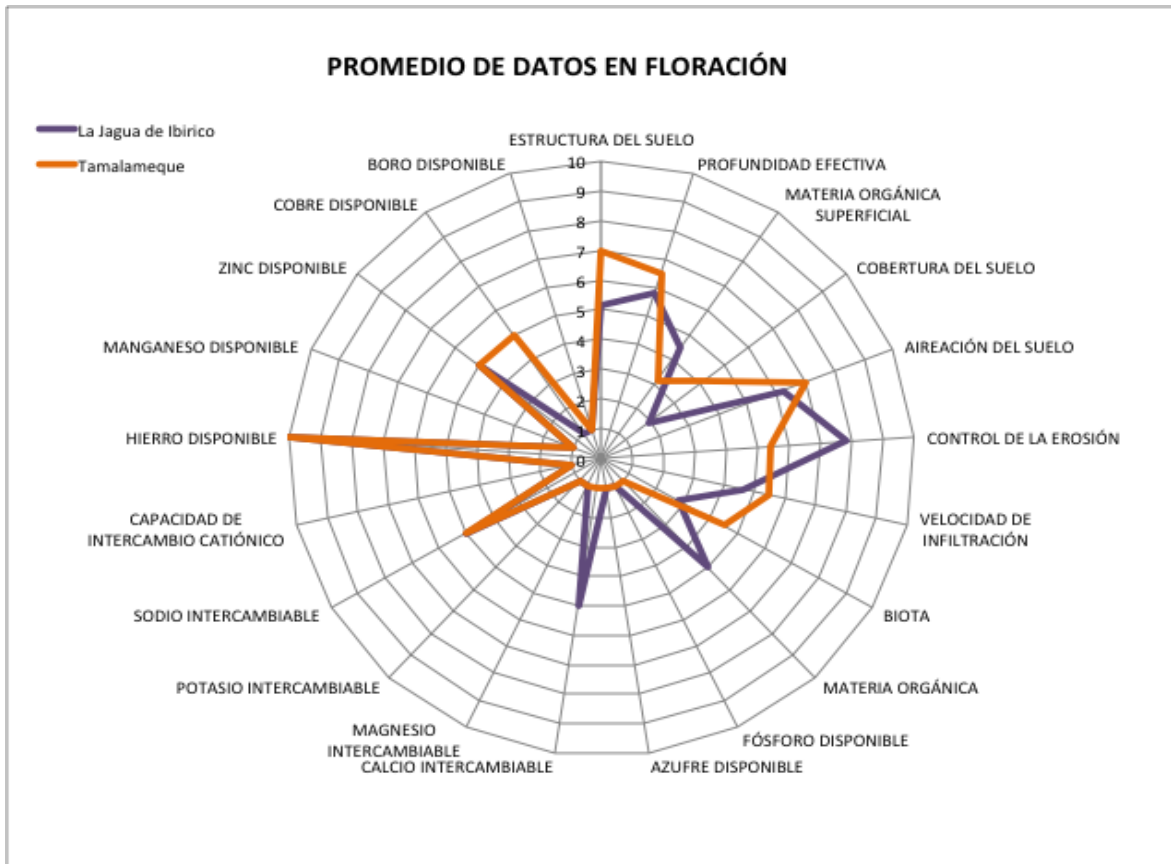 PROMEDIO DE DATOS EN FLORACIÓN
La Jagua de Ibirico
Tamalameque
ESTRUCTURA DEL SUELO
PROFUNDIDAD EFECTIVA
MATERIA ORGÁNICA
SUPERFICIAL
COBERTURA DEL SUELO
AIREACIÓN DEL SUELO
CONTROL DE LA EROSIÓN
VELOCIDAD DE
INFILTRACIÓN
BIOTA
MATERIA ORGÁNICA
FÓSFORO DISPONIBLE
AZUFRE DISPONIBLE
CALCIO INTERCAMBIABLE
MAGNESIO
INTERCAMBIABLE
POTASIO INTERCAMBIABLE
SODIO INTERCAMBIABLE
CAPACIDAD DE
INTERCAMBIO CATIÓNICO
HIERRO DISPONIBLE
MANGANESO DISPONIBLE
ZINC DISPONIBLE
COBRE DISPONIBLE
BORO DISPONIBLE
10
9
8
7
6
5
4
3
2
1
0